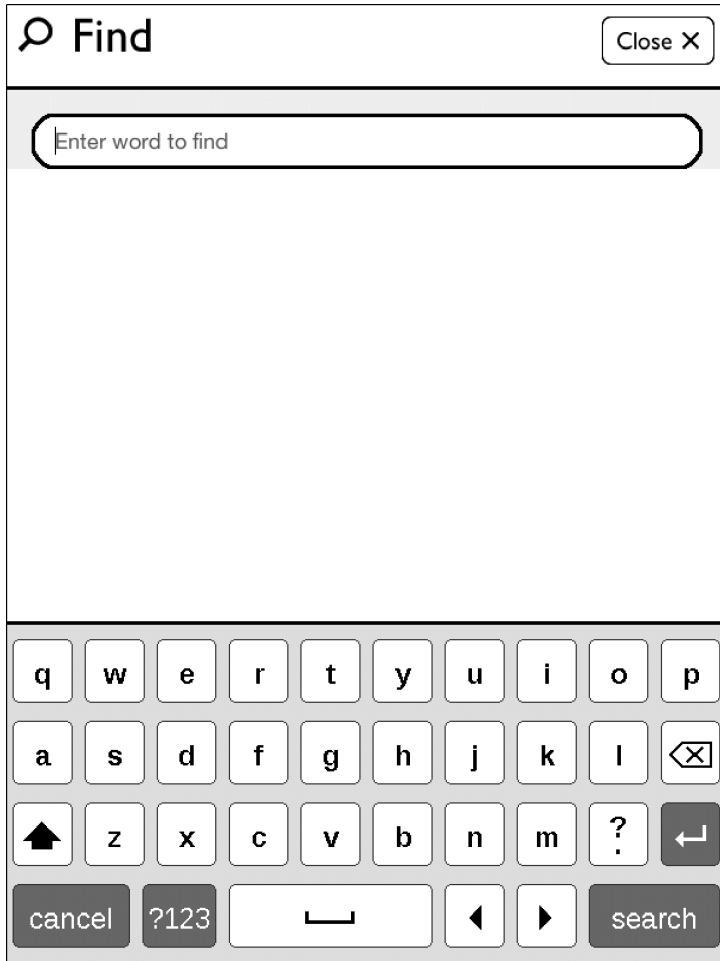 Find
Close
Enter word to find
q w e r t y u i o p
a s d f g h j k l
z x c v b n m ? .
cancel ?123 search